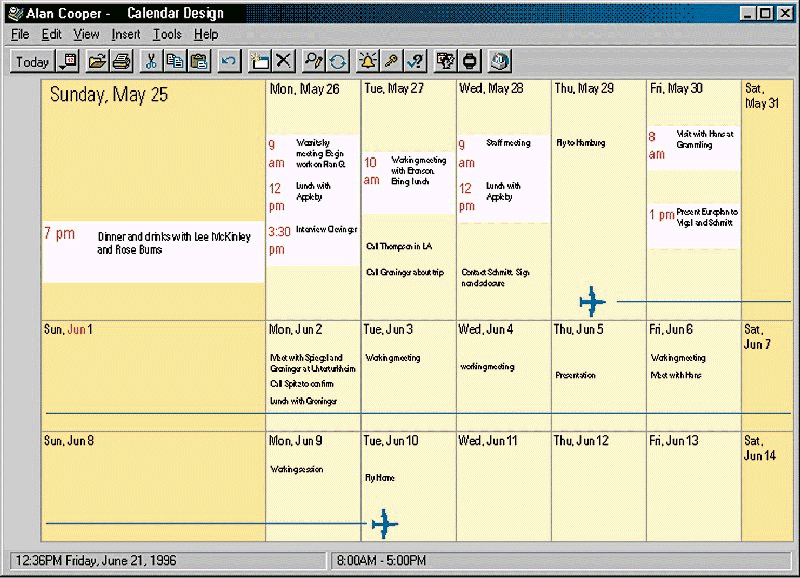 Alan Cooper - Calendar Design
File Edit View Insert Tools Help
Today
Sunday, May 25
Mon, May 26
Tue, May 27
Wed, May 28
Thu, May 29
Fri, May 30
Sat, May 31
7 pm
Dinner and drinks with Lee McKinley
and Rose Burns
9 am
meeting. Begin
work on
12 pm
Lunch with
Appleby
3:30 pm
Interview Clevinger
10 am
Working meeting
with
Bring lunch
Call Thompson in LA
Call Groninger about trip
9 am
Staff meeting
12 pm
Lunch with
Appleby
Contact Schmitt. Sign
nondisclosure
Fly to Hamburg
8 am
Visit with Hans at
Grammling
1 pm
Present Europlan to
Vigal and Schmitt
Sun, Jun 1
Mon, Jun 2
Tue, Jun 3
Wed, Jun 4
Thu, Jun 5
Fri, Jun 6
Sat, Jun 7
Meet with Spiegel and
Groninger at Unterturkheim
Call Spitz to confirm
Lunch with Groninger
Working meeting
working meeting
Presentation
Working meeting
Meet with Hans
Sun, Jun 8
Mon, Jun 9
Tue, Jun 10
Wed, Jun 11
Thu, Jun 12
Fri, Jun 13
Sat, Jun 14
Working session
Fly Home
12:36PM Friday, June 21, 1996
8:00AM - 5:00PM